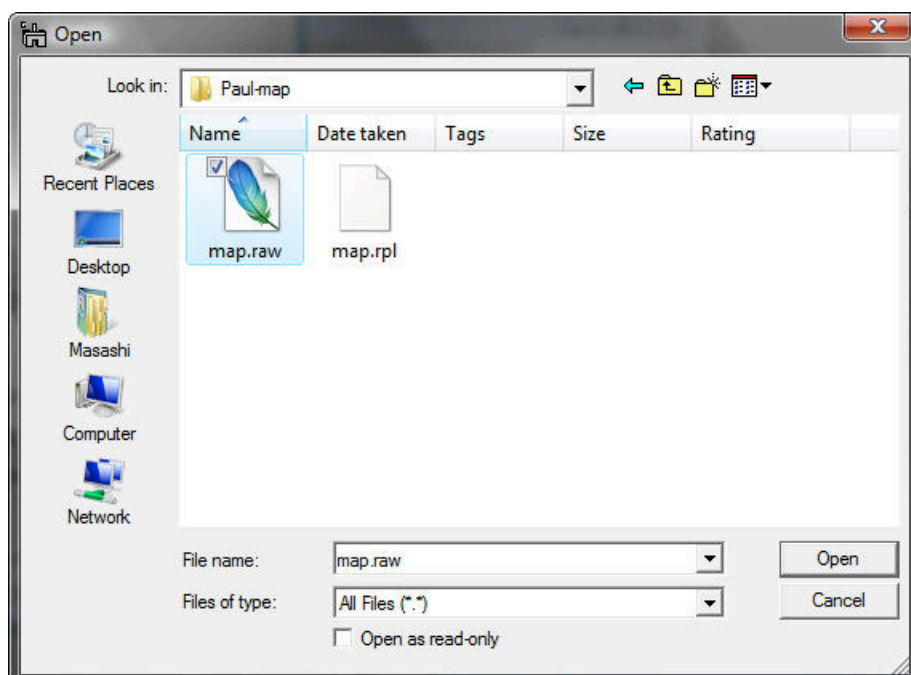 Open
Look in: Paul-map
Name Date taken Tags Size Rating
Recent Places
Desktop
Masashi
Computer
Network
map.raw map.rpl
File name: map.raw Open
Files of type: All Files (*.*) Cancel
Open as read-only